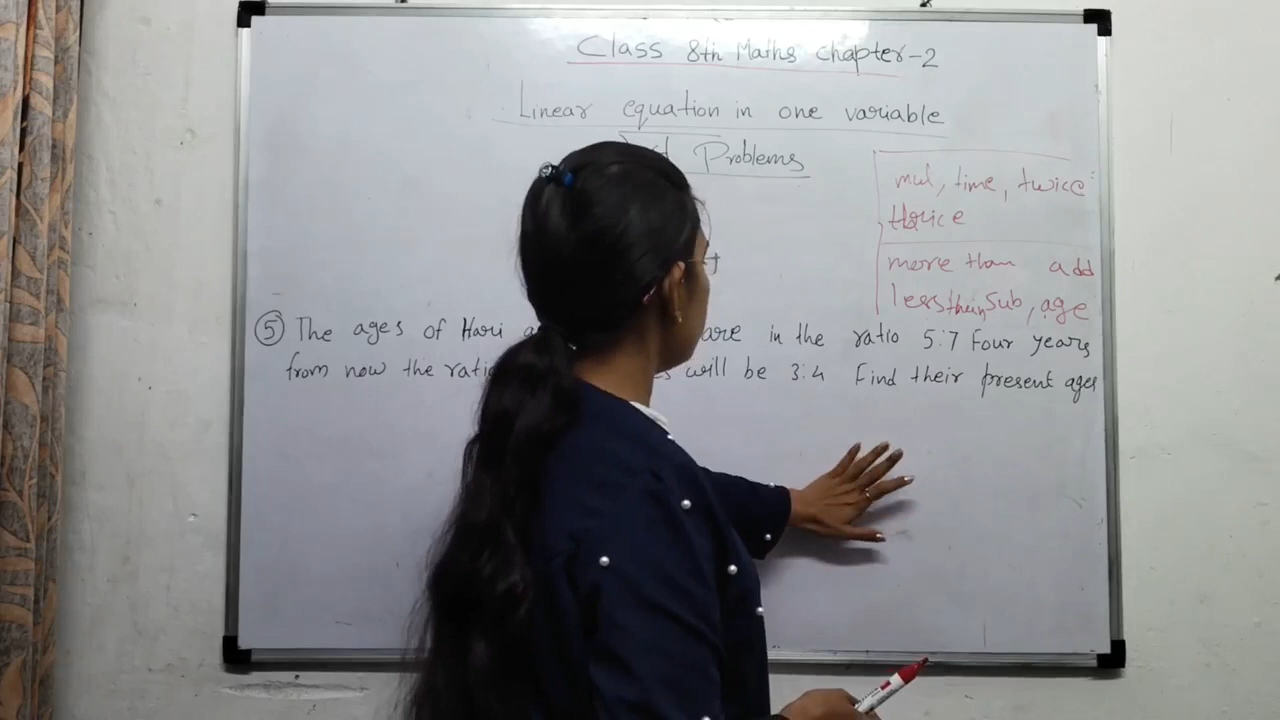 Class 8th Maths chapter-2
Linear equation in one variable
Problems
mul, time, twice
thrice
more than add
less then sub, age
⑤ The ages of Hari are in the ratio 5:7 Four years
from now the will be 3:4 Find their present ages